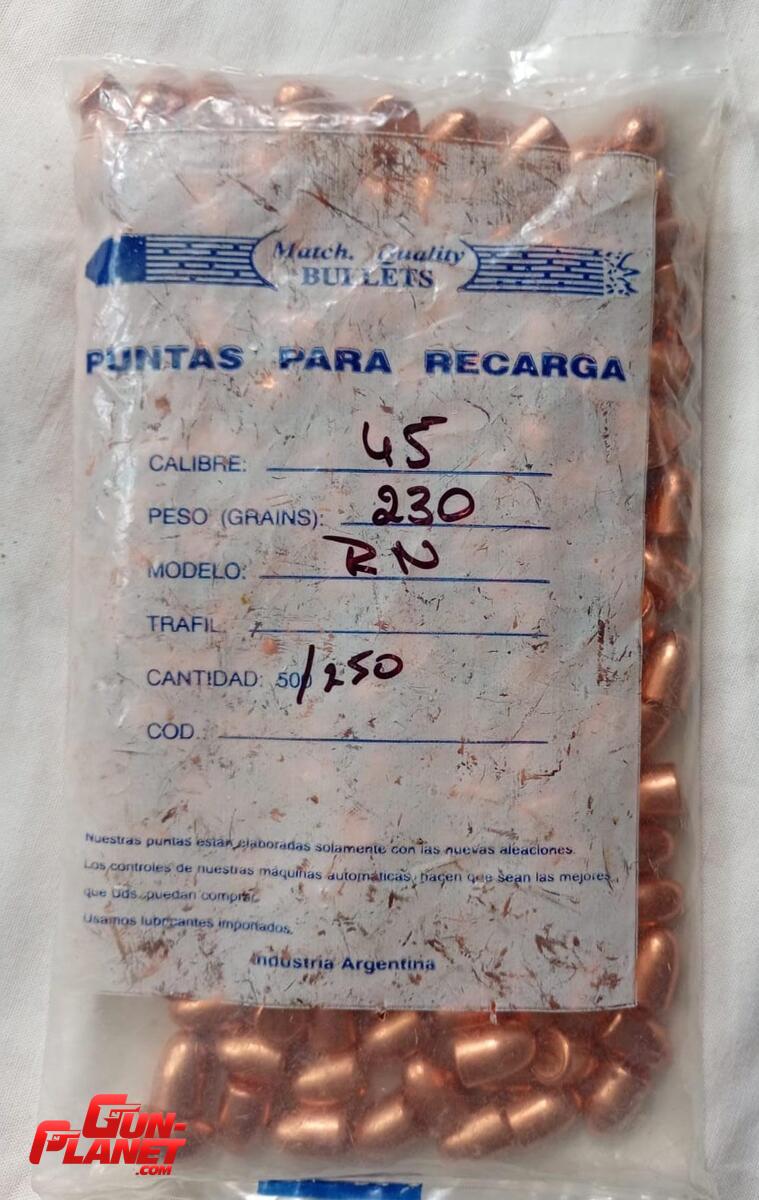 Match. Quality
BULLETS
PUNTAS PARA RECARGA
CALIBRE: 45
PESO (GRAINS): 230
MODELO: RN
TRAFIL.
CANTIDAD: 500/250
COD.:
Nuestras puntas están elaboradas solamente con las nuevas aleaciones.
Los controles de nuestras máquinas automáticas, hacen que sean las mejores
que Uds. puedan comprar.
Usamos lubricantes importados.
Industria Argentina
GUN-
PLANET
.COM